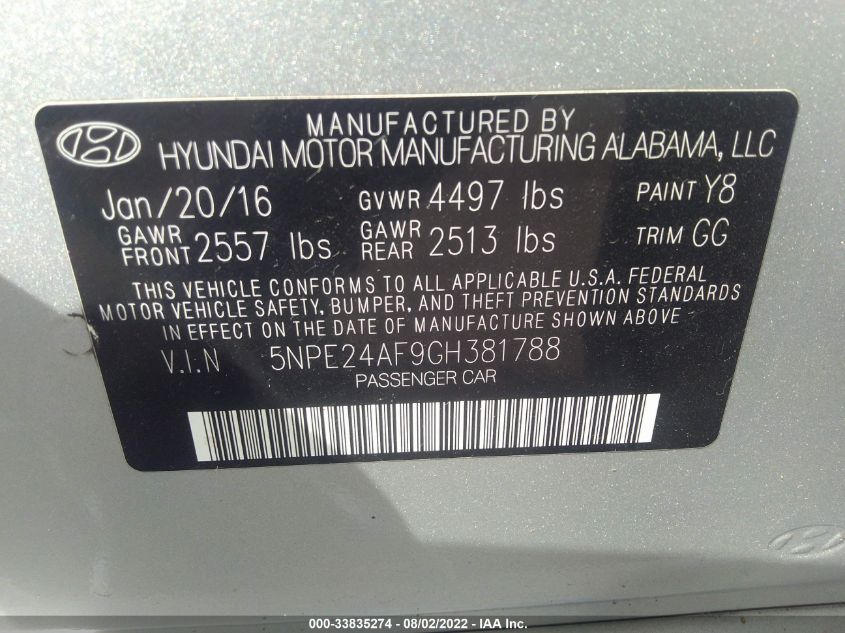 MANUFACTURED BY
HYUNDAI MOTOR MANUFACTURING ALABAMA, LLC
Jan/20/16 GVWR 4497 lbs PAINT Y8
GAWR FRONT 2557 lbs GAWR REAR 2513 lbs TRIM GG
THIS VEHICLE CONFORMS TO ALL APPLICABLE U.S.A. FEDERAL
MOTOR VEHICLE SAFETY, BUMPER, AND THEFT PREVENTION STANDARDS
IN EFFECT ON THE DATE OF MANUFACTURE SHOWN ABOVE
V.I.N 5NPE24AF9GH381788
PASSENGER CAR
000-33835274 - 08/02/2022 - IAA Inc.